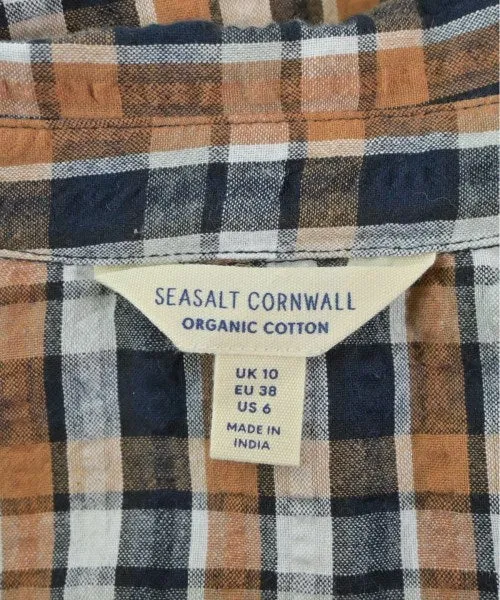 SEASALT CORNWALL
ORGANIC COTTON
UK 10
EU 38
US 6
MADE IN
INDIA